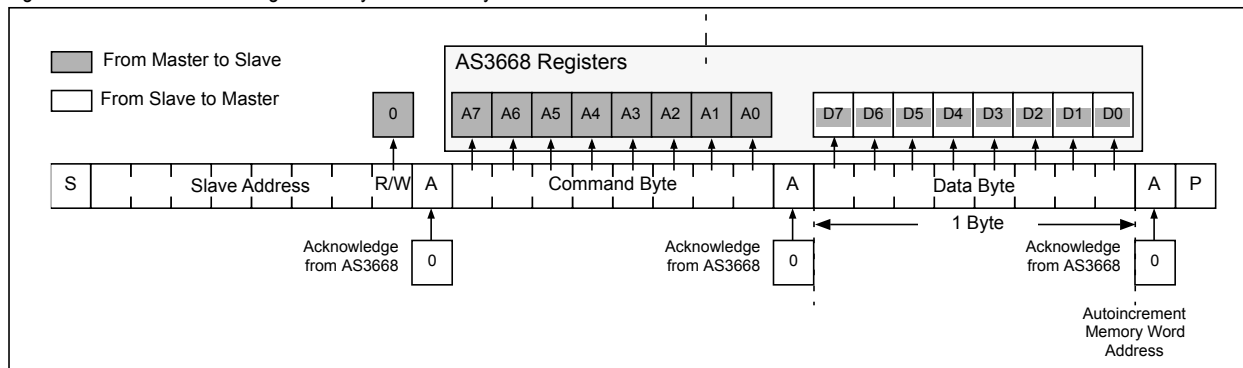 From Master to Slave
From Slave to Master
AS3668 Registers
0
A7 A6 A5 A4 A3 A2 A1 A0
D7 D6 D5 D4 D3 D2 D1 D0
S Slave Address R/W A Command Byte A Data Byte A P
1 Byte
Acknowledge
from AS3668
0
Acknowledge
from AS3668
0
Acknowledge
from AS3668
0
Autoincrement
Memory Word
Address